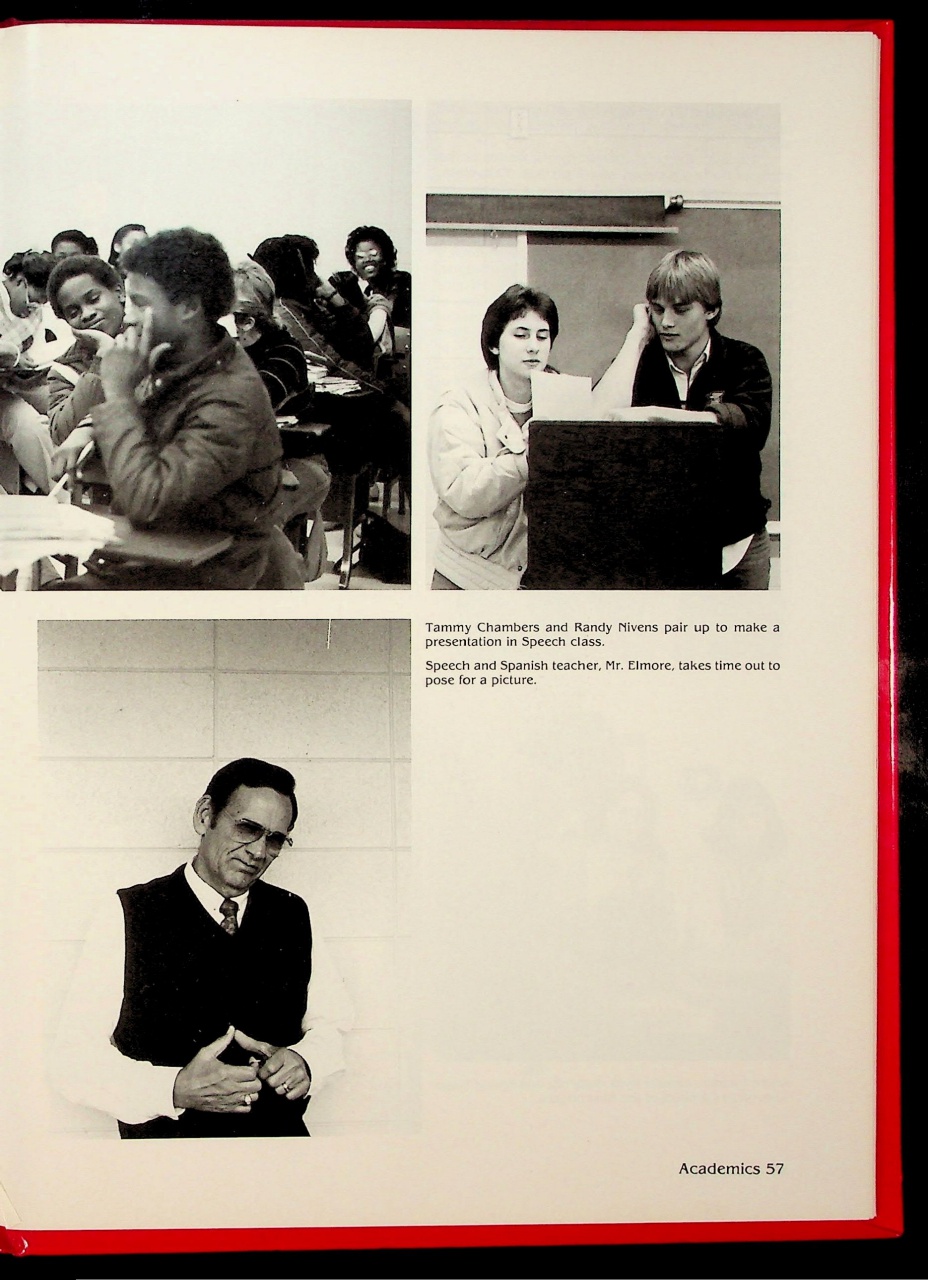 Tammy Chambers and Randy Nivens pair up to make a
presentation in Speech class.
Speech and Spanish teacher, Mr. Elmore, takes time out to
pose for a picture.
Academics 57